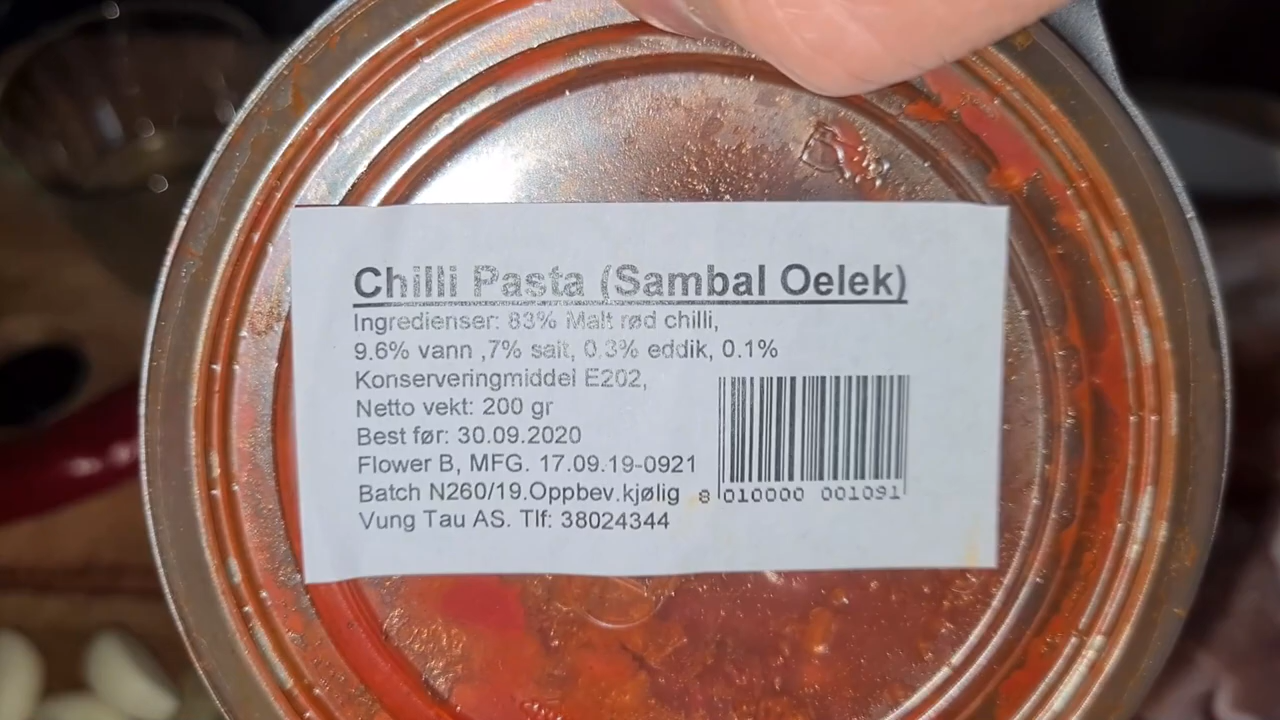 Chilli Pasta (Sambal Oelek)
Ingredienser: 83% Malt rød chilli,
9.6% vann ,7% salt, 0.3% eddik, 0.1%
Konserveringmiddel E202,
Netto vekt: 200 gr
Best før: 30.09.2020
Flower B, MFG. 17.09.19-0921
Batch N260/19.Oppbev.kjølig
8 010000 001091
Vung Tau AS. Tlf: 38024344